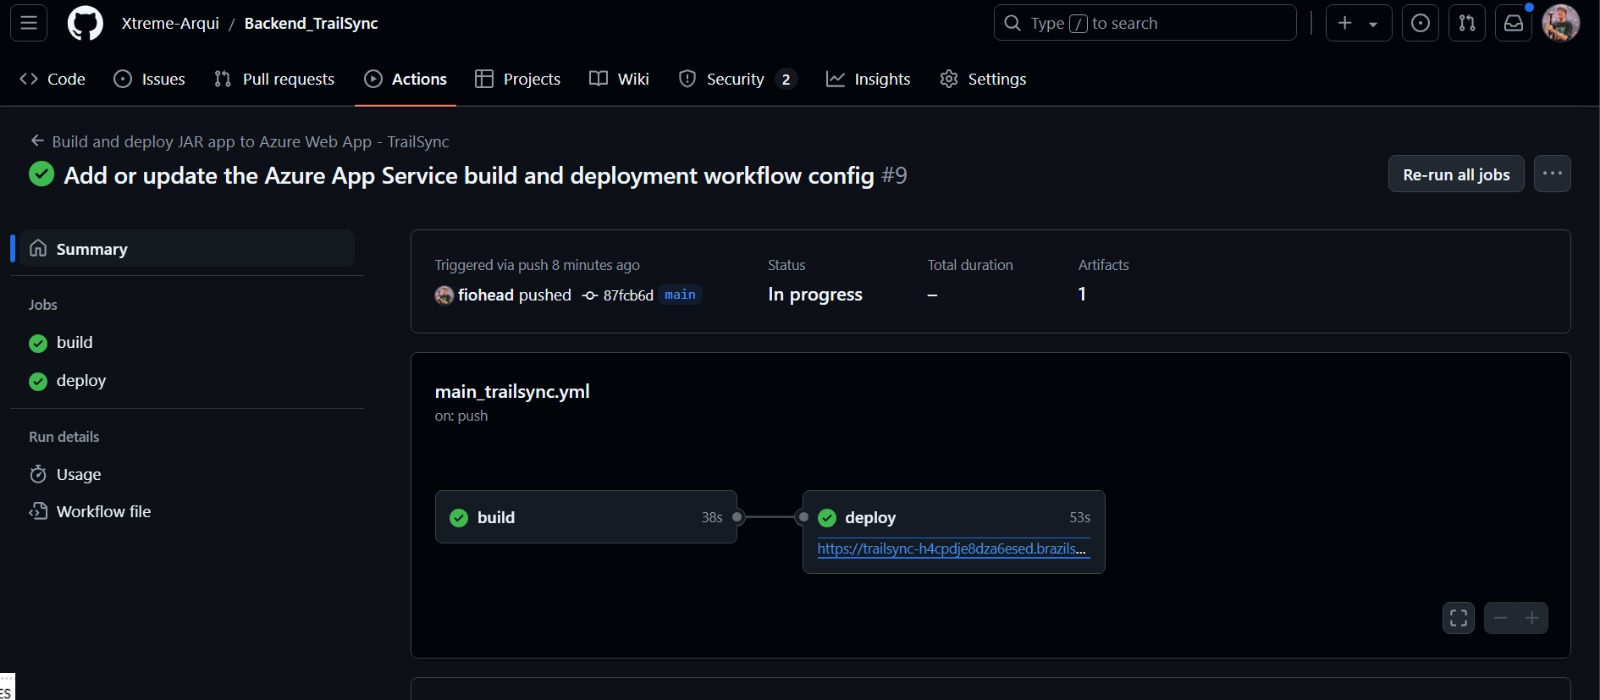 Xtreme-Arqui / Backend_TrailSync
Type / to search
Code Issues Pull requests Actions Projects Wiki Security 2 Insights Settings
Build and deploy JAR app to Azure Web App - TrailSync
Add or update the Azure App Service build and deployment workflow config #9
Re-run all jobs
Summary
Jobs
build
deploy
Run details
Usage
Workflow file
Triggered via push 8 minutes ago
fiohead pushed 87fcb6d main
Status
In progress
Total duration
–
Artifacts
1
main_trailsync.yml
on: push
build 38s
deploy 53s
https://trailsync-h4cpdje8dza6esed.brazils...
ES